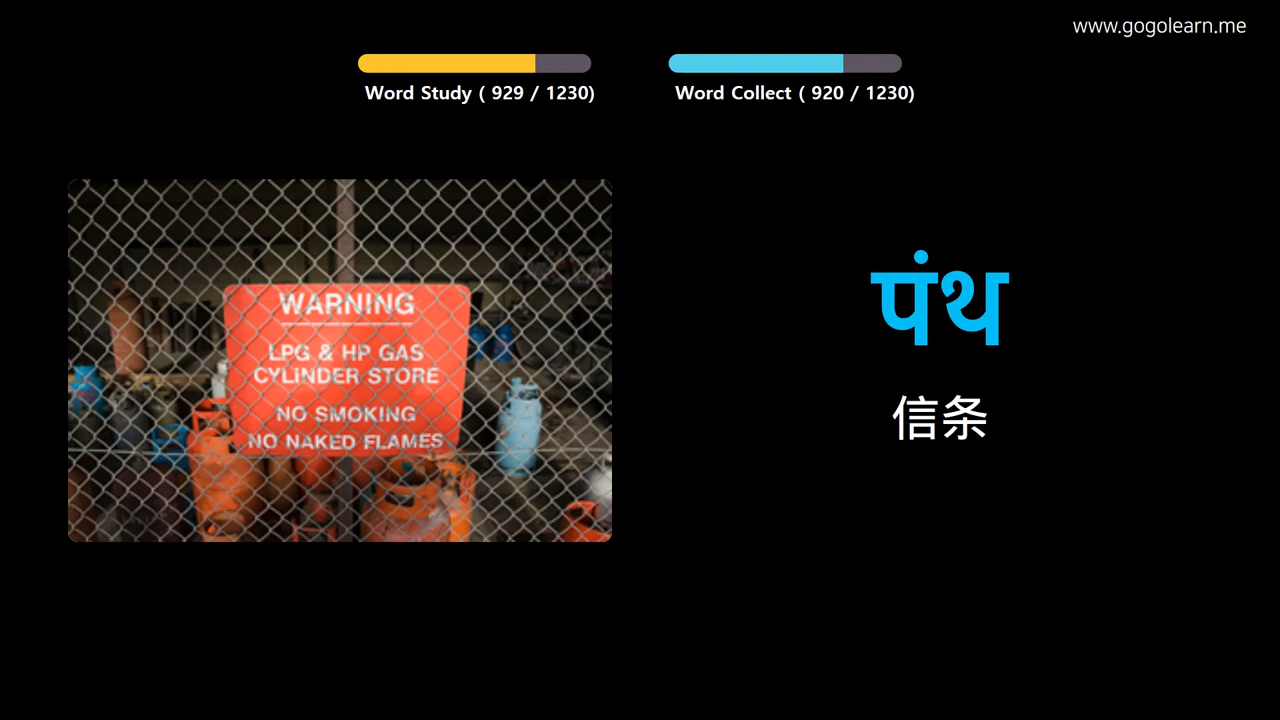 www.gogolearn.me
Word Study ( 929 / 1230)
Word Collect ( 920 / 1230)
WARNING
LPG & HP GAS
CYLINDER STORE
NO SMOKING
NO NAKED FLAMES
पंथ
信条